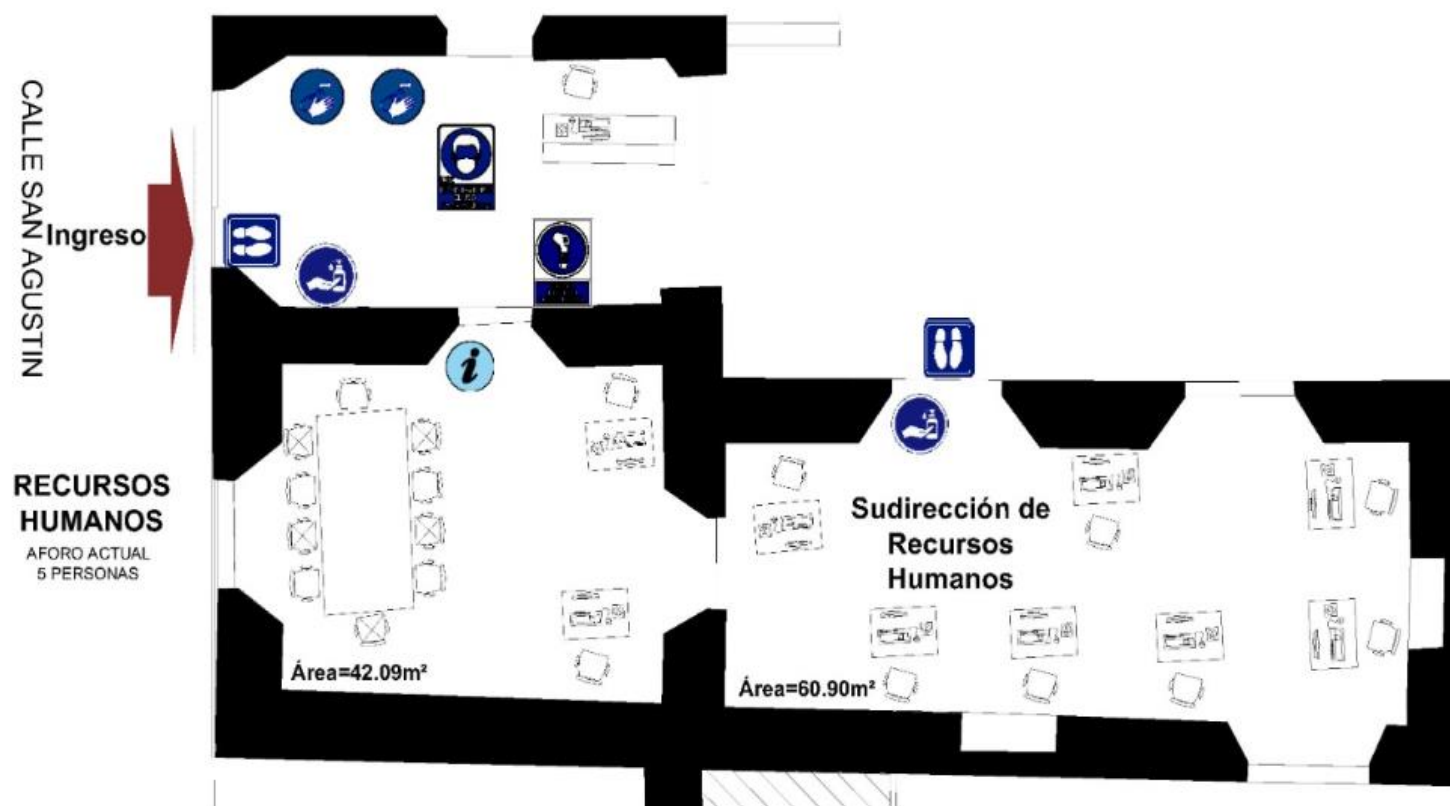 CALLE SAN AGUSTIN
Ingreso
RECURSOS
HUMANOS
AFORO ACTUAL
5 PERSONAS
i
Área=42.09m²
Sudirección de
Recursos
Humanos
Área=60.90m²